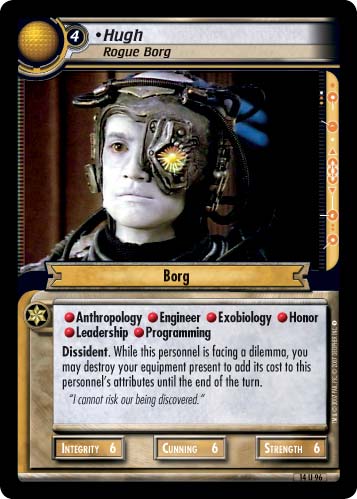 4
•Hugh
Rogue Borg
Borg
•Anthropology •Engineer •Exobiology •Honor
•Leadership •Programming
Dissident. While this personnel is facing a dilemma, you
may destroy your equipment present to add its cost to this
personnel's attributes until the end of the turn.
"I cannot risk our being discovered."
INTEGRITY 6
CUNNING 6
STRENGTH 6
14 U 96